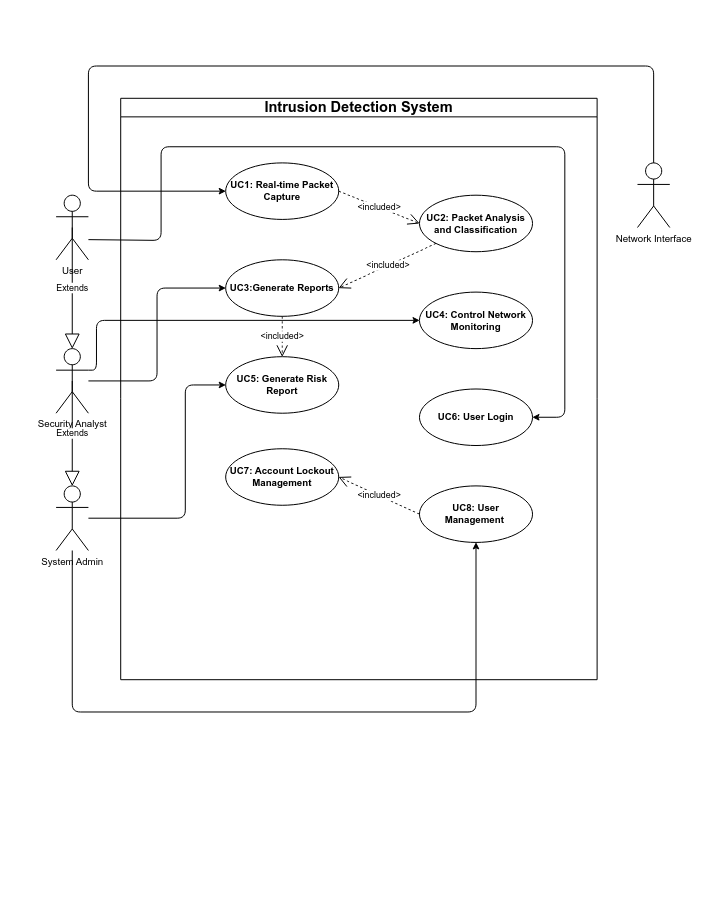 Intrusion Detection System
UC1: Real-time Packet
Capture
<included>
UC2: Packet Analysis
and Classification
Network Interface
User
Extends
<included>
UC3:Generate Reports
UC4: Control Network
Monitoring
<included>
UC5: Generate Risk
Report
Security Analyst
Extends
UC6: User Login
UC7: Account Lockout
Management
<included>
UC8: User
Management
System Admin